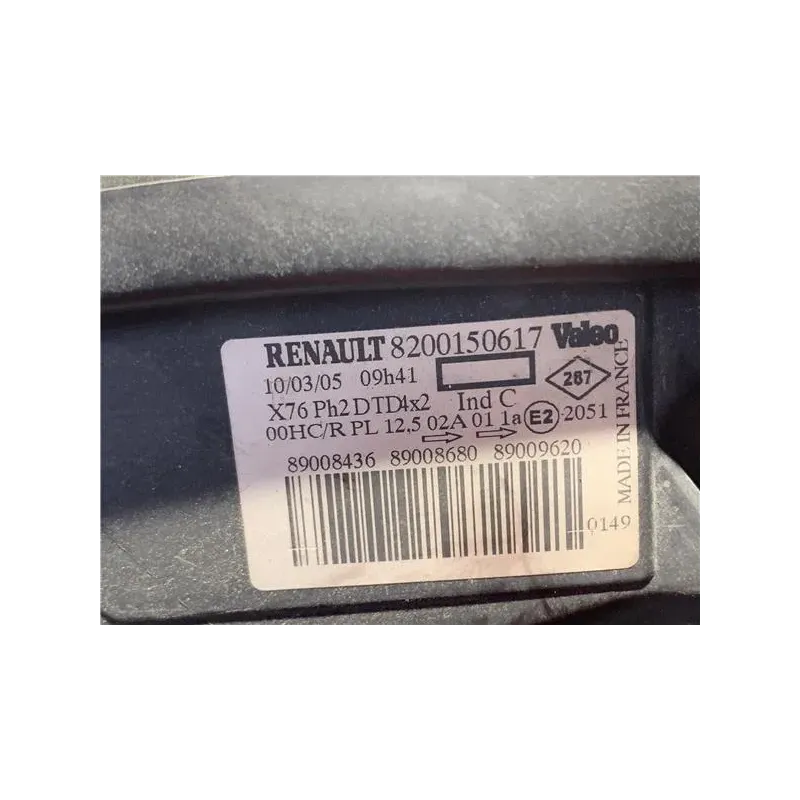 RENAULT 8200150617 Valeo
10/03/05 09h41
287
X76 Ph2 DTD4x2 Ind C
00HC/R PL 12,5 02A 01 1a E2 2051
89008436 89008680 89009620
0149
MADE IN FRANCE